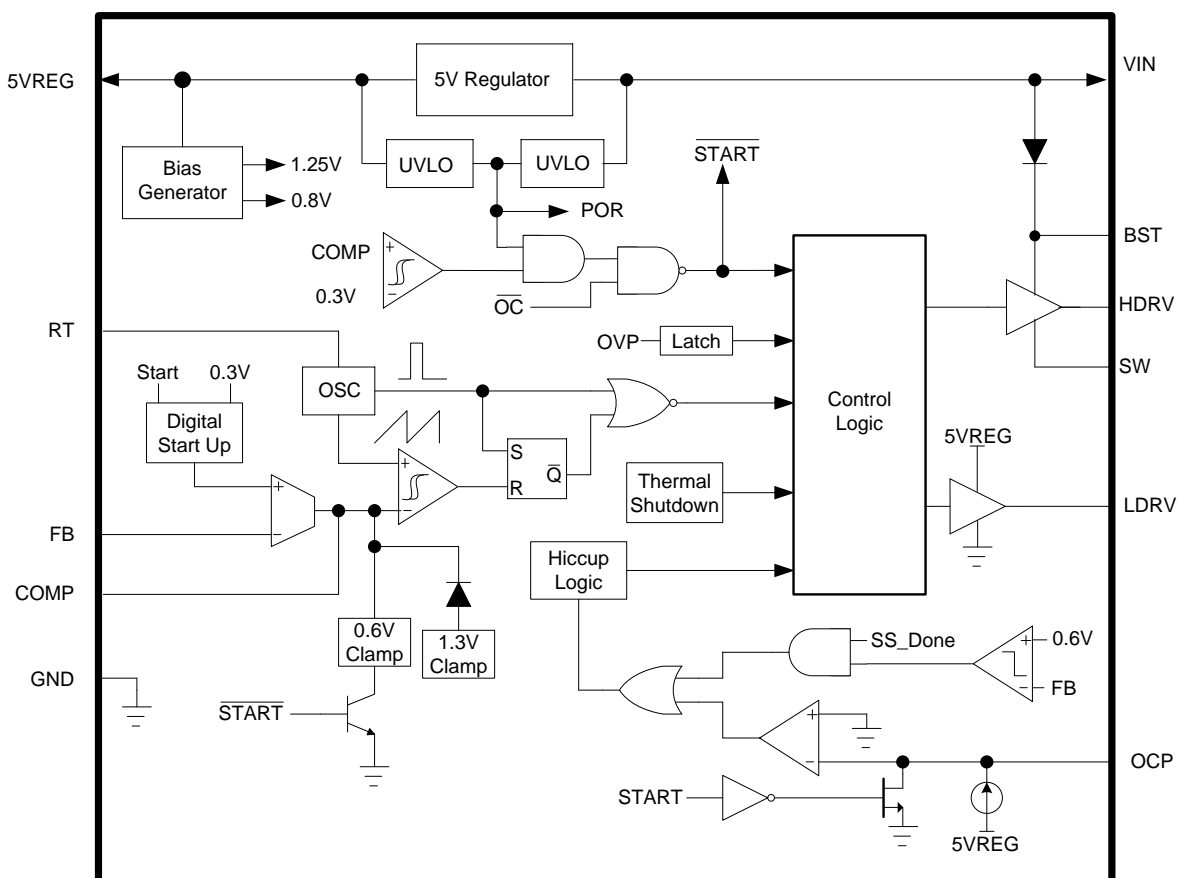 5VREG
5V Regulator
VIN
Bias
Generator
1.25V
0.8V
UVLO
UVLO
START
POR
COMP
+
−
0.3V
OC
BST
HDRV
SW
RT
OVP
Latch
Start
0.3V
Digital
Start Up
OSC
Control
Logic
5VREG
S
R
Q
+
−
+
−
Thermal
Shutdown
LDRV
FB
COMP
Hiccup
Logic
0.6V
Clamp
1.3V
Clamp
SS_Done
+
−
0.6V
FB
GND
START
+
−
OCP
START
5VREG